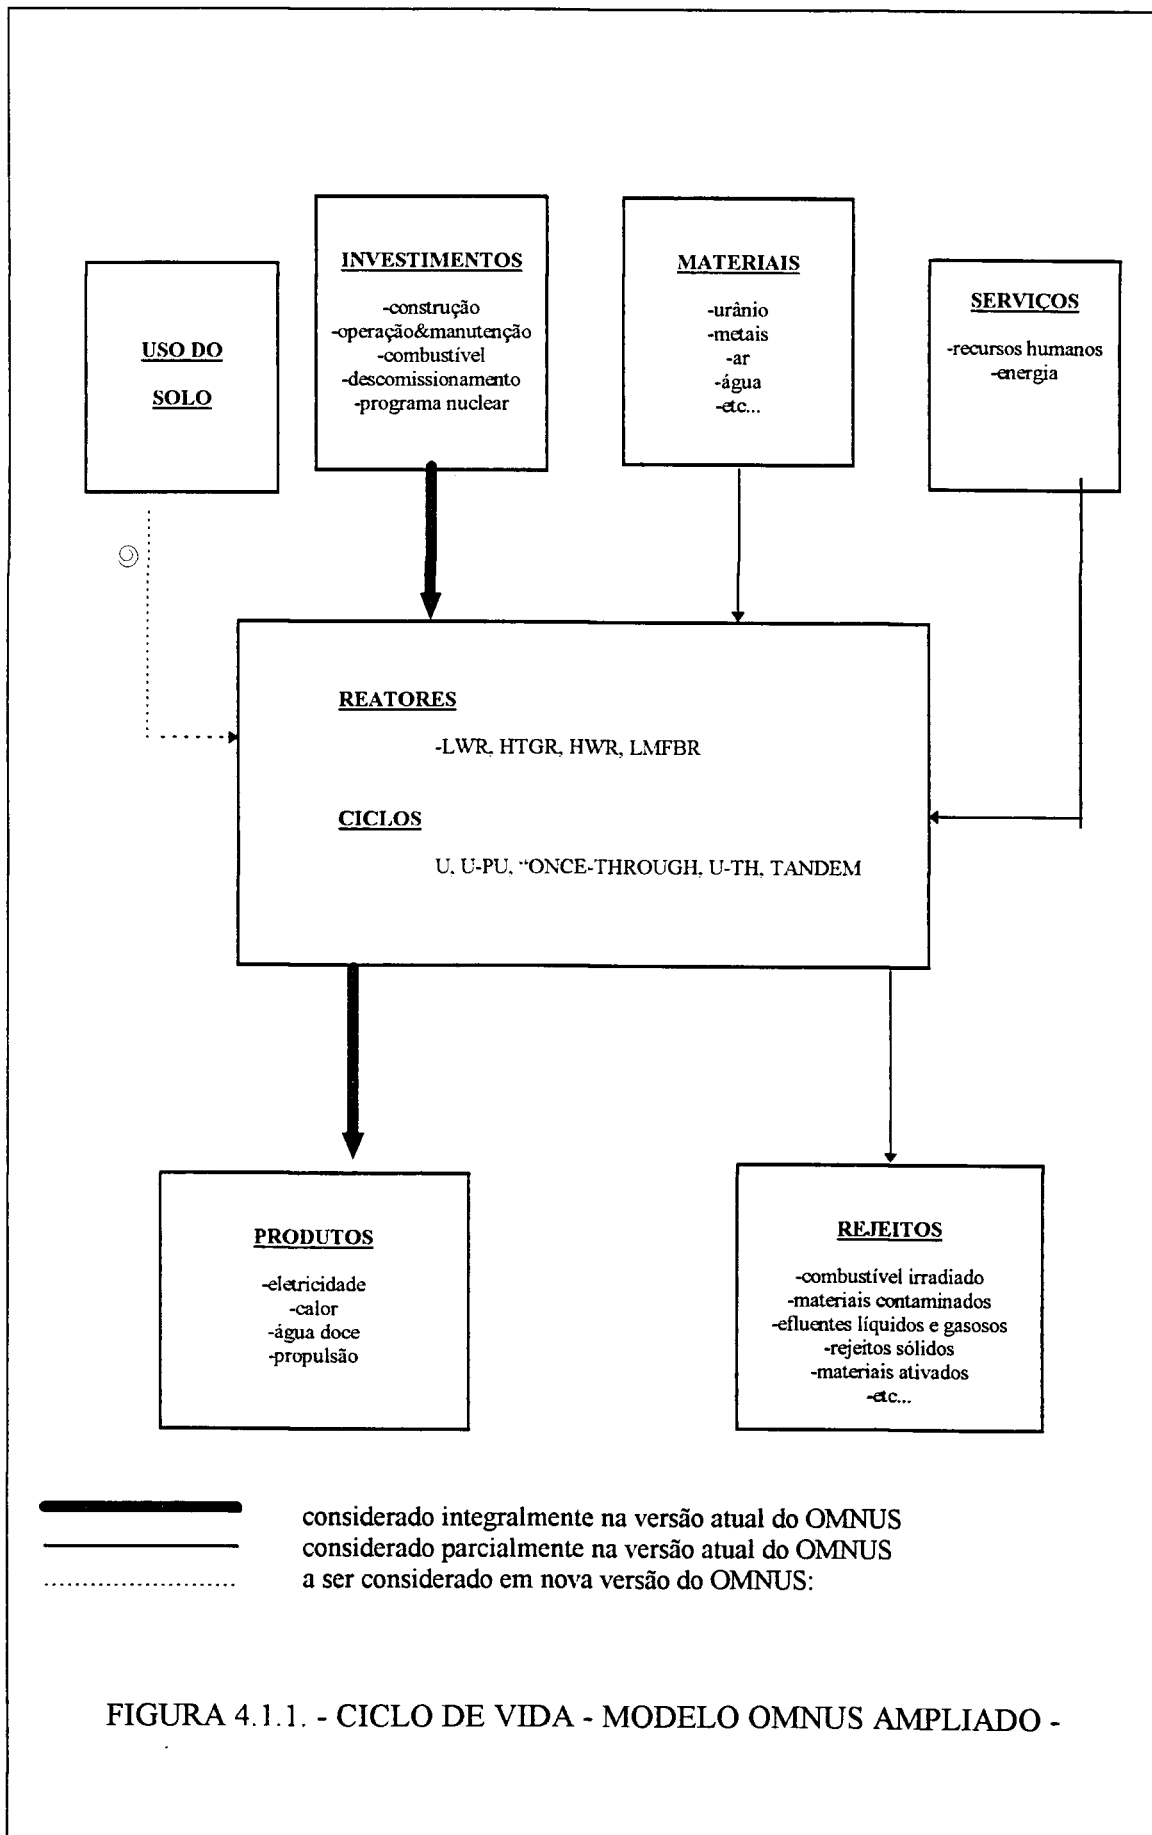 USO DO
SOLO
INVESTIMENTOS
-construção
-operação&manutenção
-combustível
-descomissionamento
-programa nuclear
MATERIAIS
-urânio
-metais
-ar
-água
-etc...
SERVIÇOS
-recursos humanos
-energia
REATORES
-LWR, HTGR, HWR, LMFBR
CICLOS
U, U-PU, “ONCE-THROUGH, U-TH, TANDEM
PRODUTOS
-eletricidade
-calor
-água doce
-propulsão
REJEITOS
-combustível irradiado
-materiais contaminados
-efluentes líquidos e gasosos
-rejeitos sólidos
-materiais ativados
-etc...
considerado integralmente na versão atual do OMNUS
considerado parcialmente na versão atual do OMNUS
a ser considerado em nova versão do OMNUS:
FIGURA 4.1.1. - CICLO DE VIDA - MODELO OMNUS AMPLIADO -